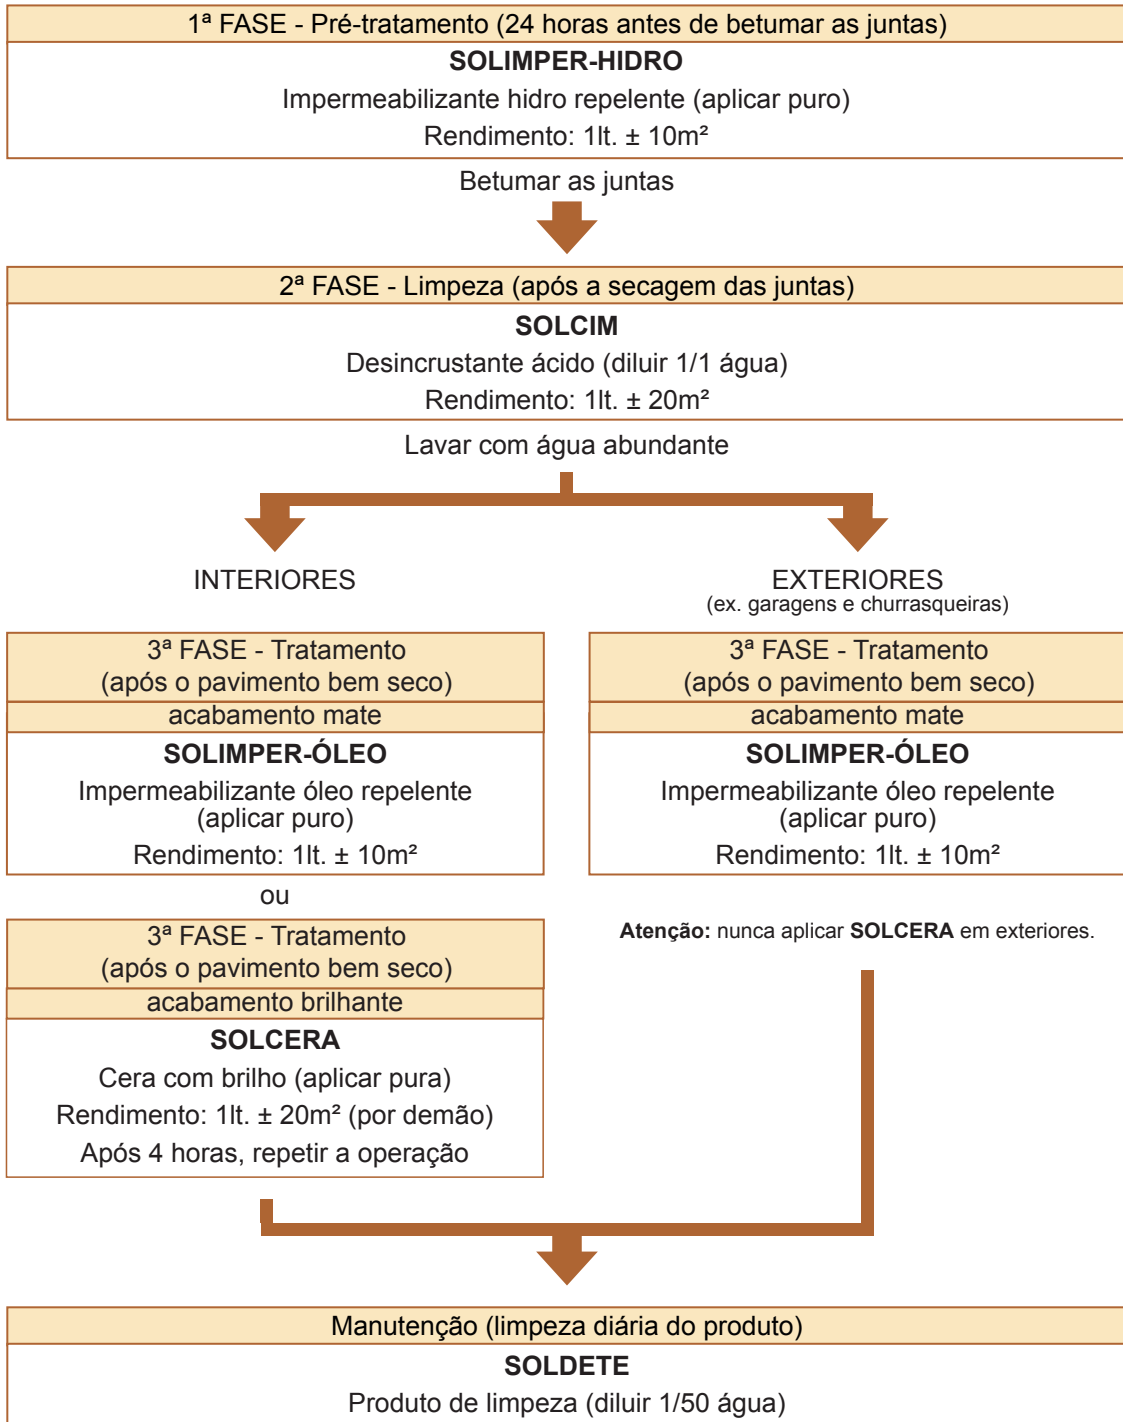 1ª FASE - Pré-tratamento (24 horas antes de betumar as juntas)
SOLIMPER-HIDRO
Impermeabilizante hidro repelente (aplicar puro)
Rendimento: 1lt. ± 10m²
Betumar as juntas
2ª FASE - Limpeza (após a secagem das juntas)
SOLCIM
Desincrustante ácido (diluir 1/1 água)
Rendimento: 1lt. ± 20m²
Lavar com água abundante
INTERIORES
3ª FASE - Tratamento
(após o pavimento bem seco)
acabamento mate
SOLIMPER-ÓLEO
Impermeabilizante óleo repelente
(aplicar puro)
Rendimento: 1lt. ± 10m²
ou
3ª FASE - Tratamento
(após o pavimento bem seco)
acabamento brilhante
SOLCERA
Cera com brilho (aplicar pura)
Rendimento: 1lt. ± 20m² (por demão)
Após 4 horas, repetir a operação
EXTERIORES
(ex. garagens e churrasqueiras)
3ª FASE - Tratamento
(após o pavimento bem seco)
acabamento mate
SOLIMPER-ÓLEO
Impermeabilizante óleo repelente
(aplicar puro)
Rendimento: 1lt. ± 10m²
Atenção: nunca aplicar SOLCERA em exteriores.
Manutenção (limpeza diária do produto)
SOLDETE
Produto de limpeza (diluir 1/50 água)